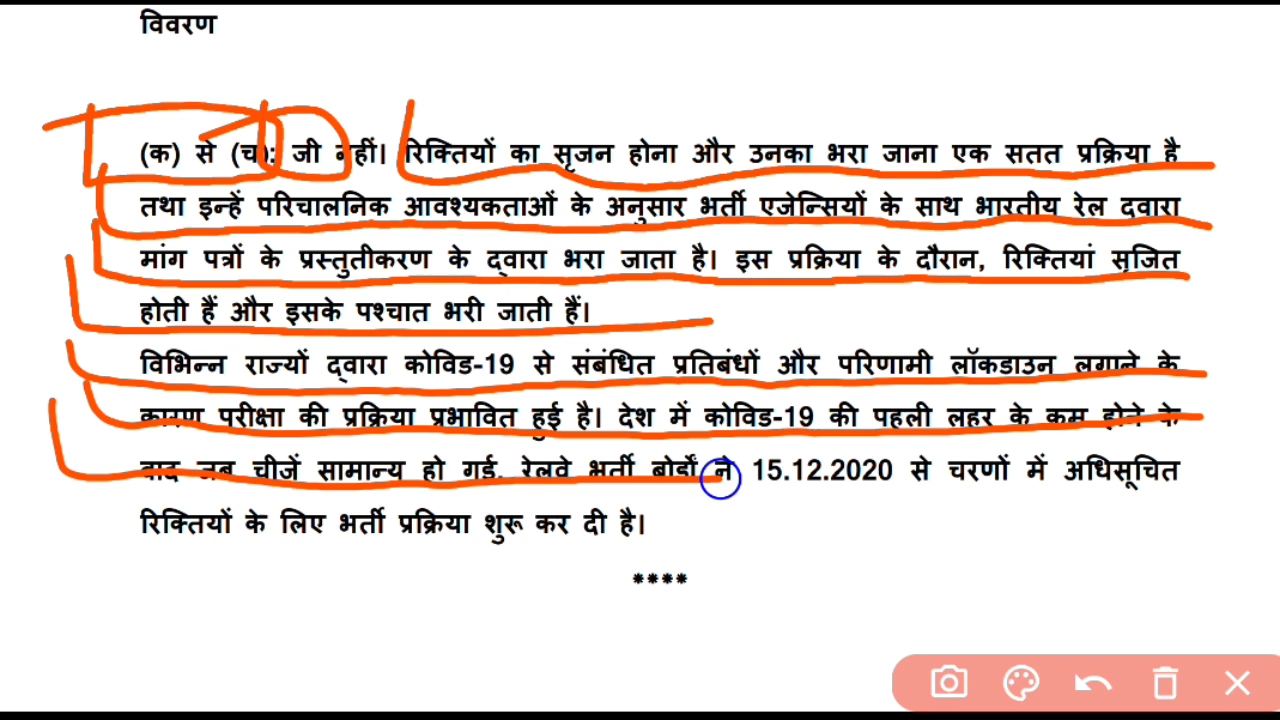 विवरण
(क) से (च): जी नहीं। रिक्तियों का सृजन होना और उनका भरा जाना एक सतत प्रक्रिया है
तथा इन्हें परिचालनिक आवश्यकताओं के अनुसार भर्ती एजेन्सियों के साथ भारतीय रेल द्वारा
मांग पत्रों के प्रस्तुतीकरण के द्वारा भरा जाता है। इस प्रक्रिया के दौरान, रिक्तियां सृजित
होती हैं और इसके पश्चात भरी जाती हैं।
विभिन्न राज्यों द्वारा कोविड-19 से संबंधित प्रतिबंधों और परिणामी लॉकडाउन लगाने के
कारण परीक्षा की प्रक्रिया प्रभावित हुई है। देश में कोविड-19 की पहली लहर के कम होने के
बाद जब चीजें सामान्य हो गई, रेलवे भर्ती बोर्डों ने 15.12.2020 से चरणों में अधिसूचित
रिक्तियों के लिए भर्ती प्रक्रिया शुरू कर दी है।
****